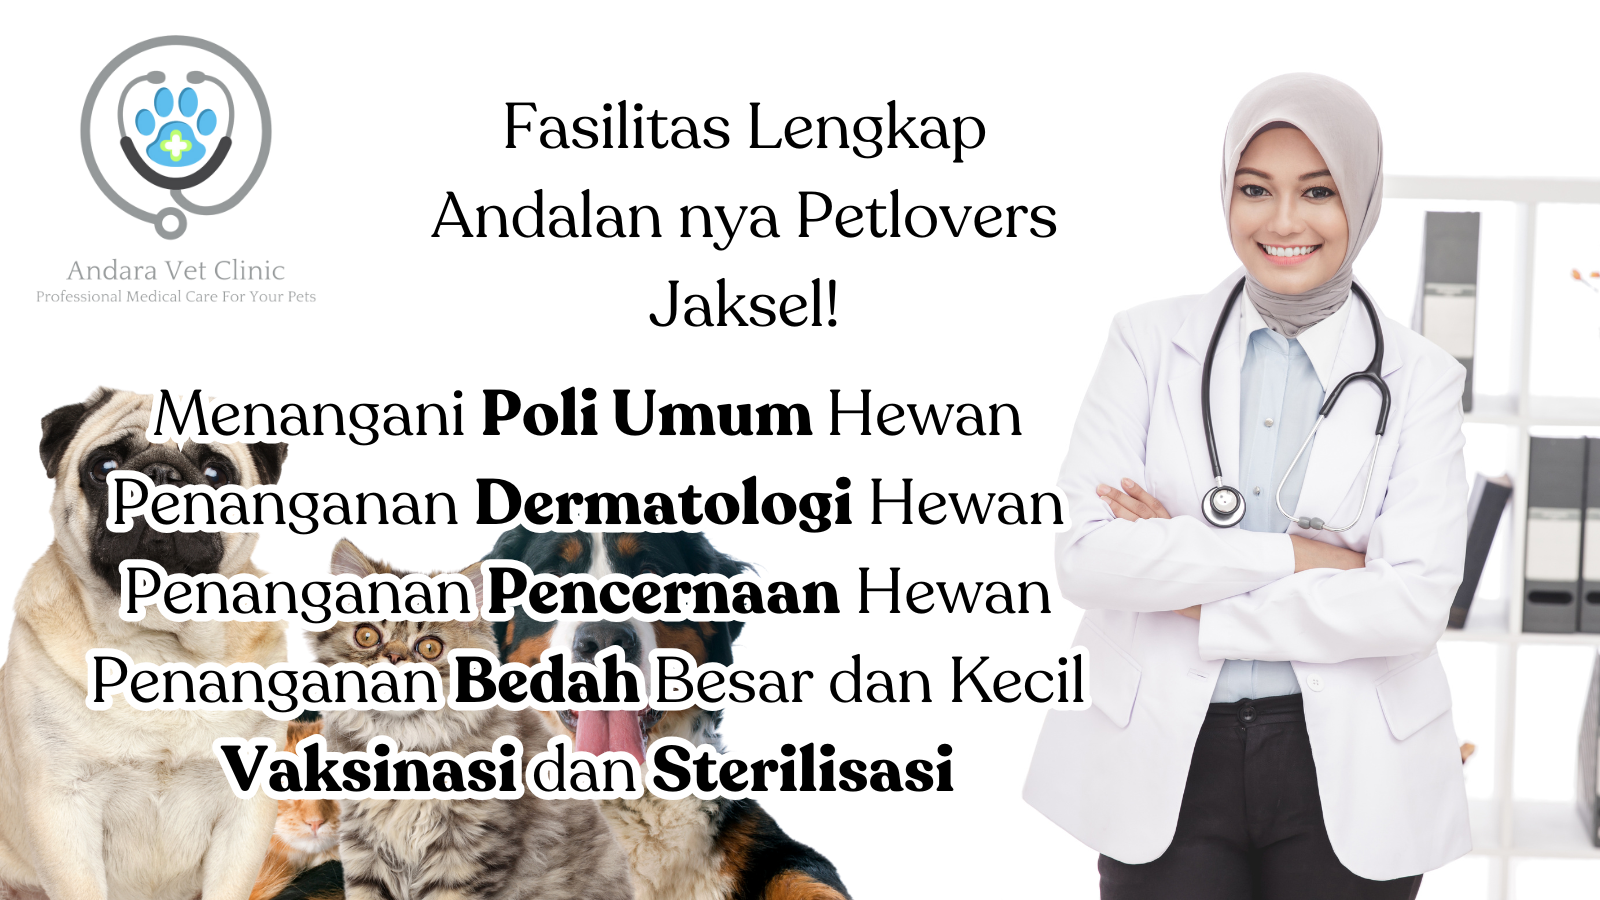 Andara Vet Clinic
Professional Medical Care For Your Pets
Fasilitas Lengkap
Andalan nya Petlovers
Jaksel!
Menangani Poli Umum Hewan
Penanganan Dermatologi Hewan
Penanganan Pencernaan Hewan
Penanganan Bedah Besar dan Kecil
Vaksinasi dan Sterilisasi